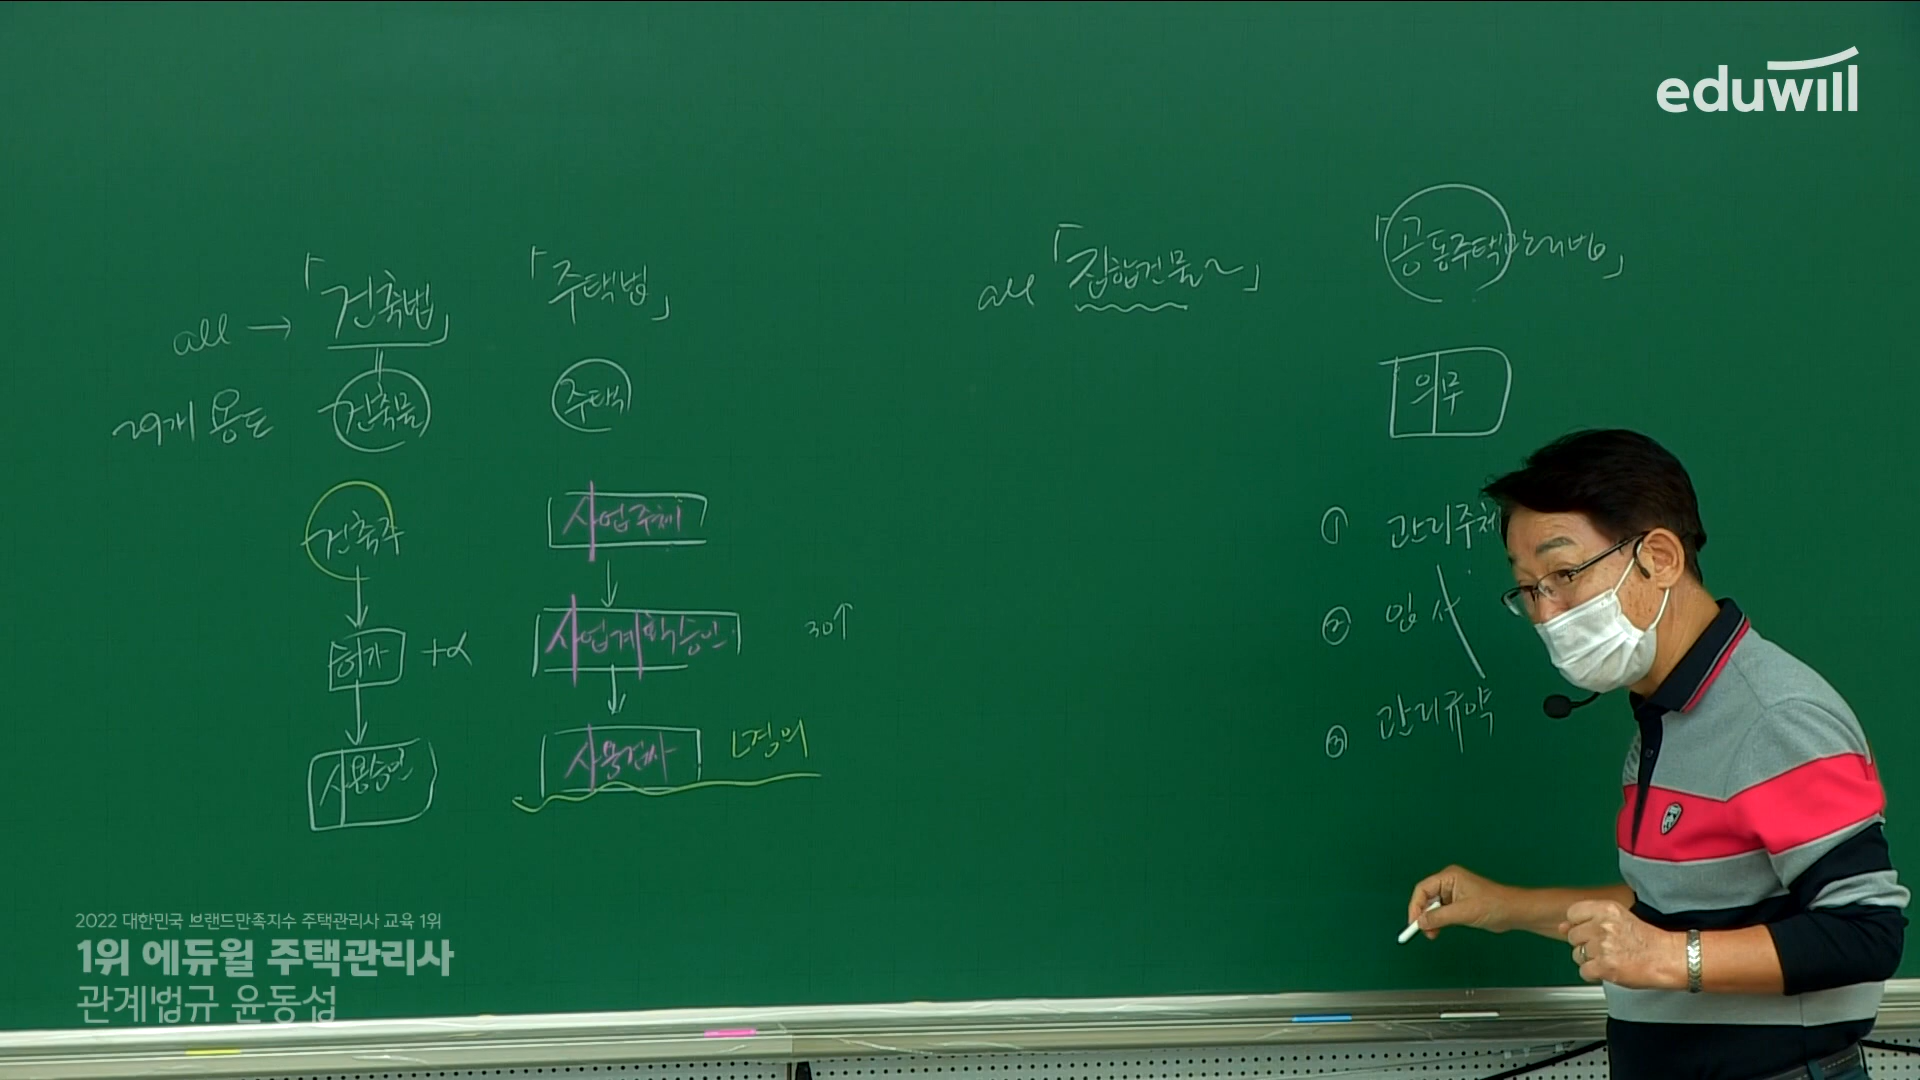 eduwill
「건축법」
「주택법」
all → 
29개 용도
건축물
주택
건축주
사업주체
허가 +α
사업계획승인
30↑
사용승인
사용검사
all 「집합건물~」
「공동주택관리법」
의무
① 관리주체
② 입사
③ 관리규약
2022 대한민국 브랜드만족지수 주택관리사 교육 1위
1위 에듀윌 주택관리사
관계법규 윤동섭